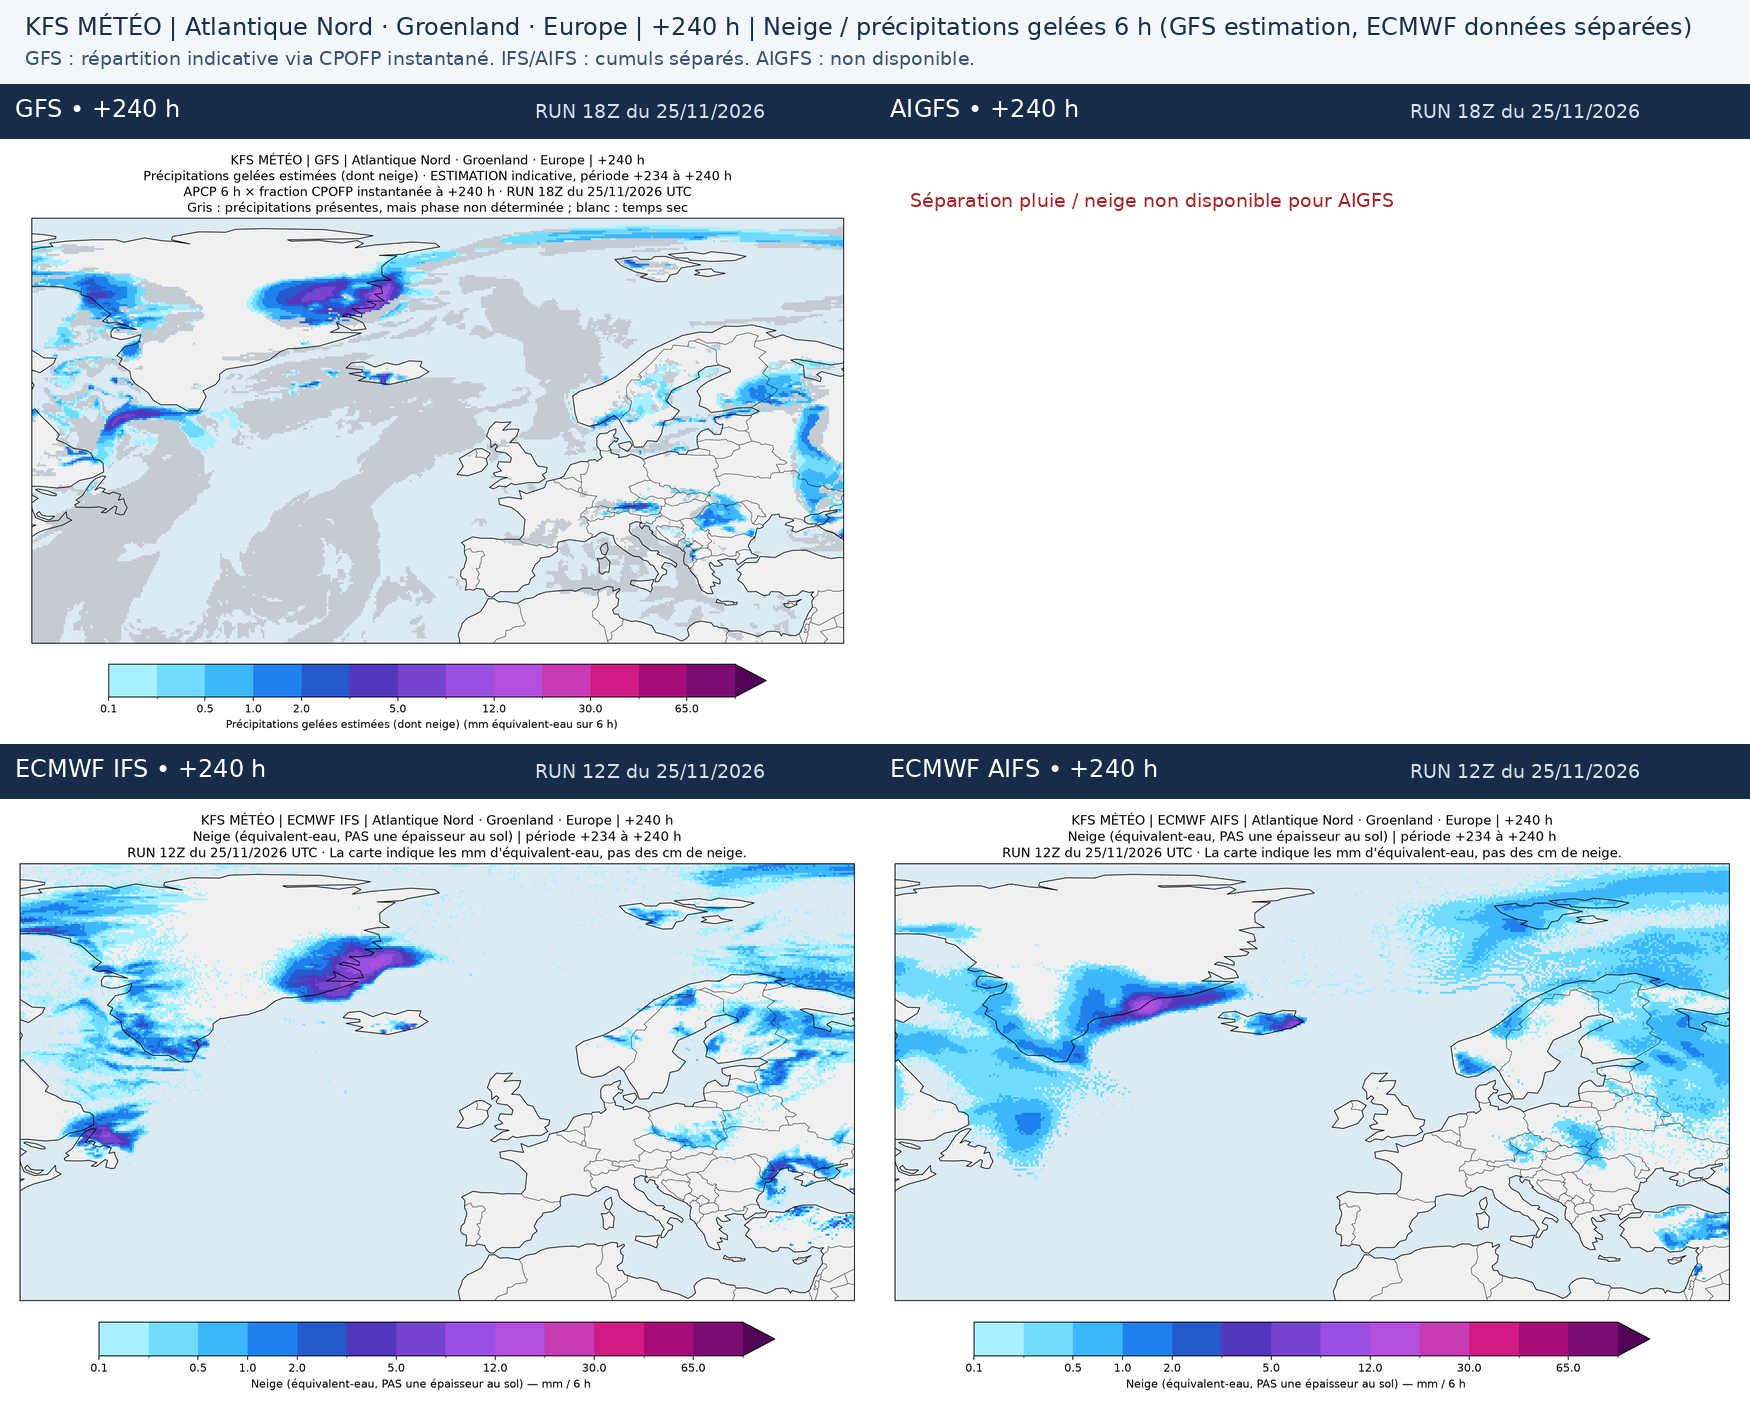 KFS MÉTÉO | Atlantique Nord · Groenland · Europe | +240 h | Neige / précipitations gelées 6 h (GFS estimation, ECMWF données séparées)
GFS : répartition indicative via CPOFP instantané. IFS/AIFS : cumuls séparés. AIGFS : non disponible.
GFS • +240 h
RUN 18Z du 25/11/2026
AIGFS • +240 h
RUN 18Z du 25/11/2026
KFS MÉTÉO | GFS | Atlantique Nord · Groenland · Europe | +240 h
Précipitations gelées estimées (dont neige) · ESTIMATION indicative, période +234 à +240 h
APCP 6 h × fraction CPOFP instantanée à +240 h · RUN 18Z du 25/11/2026 UTC
Gris : précipitations présentes, mais phase non déterminée ; blanc : temps sec
Séparation pluie / neige non disponible pour AIGFS
0.1 0.5 1.0 2.0 5.0 12.0 30.0 65.0
Précipitations gelées estimées (dont neige) (mm équivalent-eau sur 6 h)
ECMWF IFS • +240 h
RUN 12Z du 25/11/2026
ECMWF AIFS • +240 h
RUN 12Z du 25/11/2026
KFS MÉTÉO | ECMWF IFS | Atlantique Nord · Groenland · Europe | +240 h
Neige (équivalent-eau, PAS une épaisseur au sol) | période +234 à +240 h
RUN 12Z du 25/11/2026 UTC · La carte indique les mm d'équivalent-eau, pas des cm de neige.
0.1 0.5 1.0 2.0 5.0 12.0 30.0 65.0
Neige (équivalent-eau, PAS une épaisseur au sol) — mm / 6 h
KFS MÉTÉO | ECMWF AIFS | Atlantique Nord · Groenland · Europe | +240 h
Neige (équivalent-eau, PAS une épaisseur au sol) | période +234 à +240 h
RUN 12Z du 25/11/2026 UTC · La carte indique les mm d'équivalent-eau, pas des cm de neige.
0.1 0.5 1.0 2.0 5.0 12.0 30.0 65.0
Neige (équivalent-eau, PAS une épaisseur au sol) — mm / 6 h